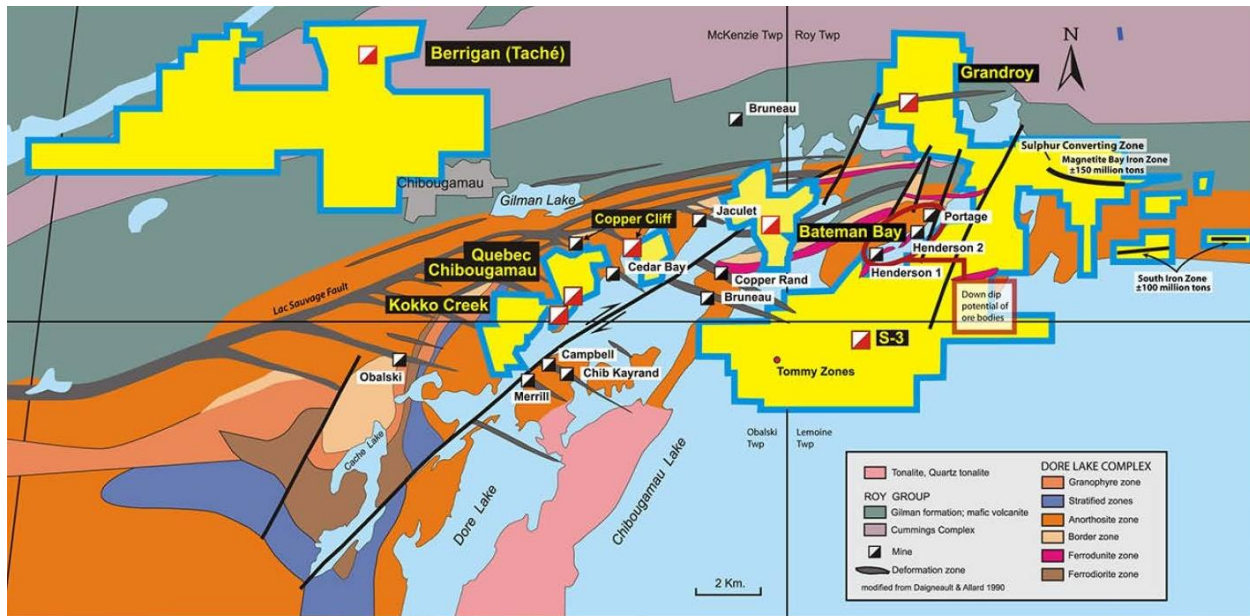 McKenzie Twp
Roy Twp
N
Berrigan (Taché)
Grandroy
Bruneau
Sulphur Converting Zone
Magnetite Bay Iron Zone
±150 million tons
Chibougamau
Gilman Lake
Copper Cliff
Jaculet
Portage
Bateman Bay
Henderson 2
Quebec
Chibougamau
Cedar Bay
Henderson 1
Copper Rand
South Iron Zone
±100 million tons
Kokko Creek
Bruneau
Down dip
potential of
ore bodies
Lac Sauvage Fault
S-3
Campbell
Tommy Zones
Obalski
Chib Kayrand
Merrill
Obalski
Twp
Lemoine
Twp
Cache Lake
Dore Lake
Chibougamau Lake
2 Km.
Tonalite, Quartz tonalite
ROY GROUP
Gilman formation; mafic volcanite
Cummings Complex
Mine
Deformation zone
modified from Daigneault & Allard 1990
DORE LAKE COMPLEX
Granophyre zone
Stratified zones
Anorthosite zone
Border zone
Ferrodunite zone
Ferrodiorite zone